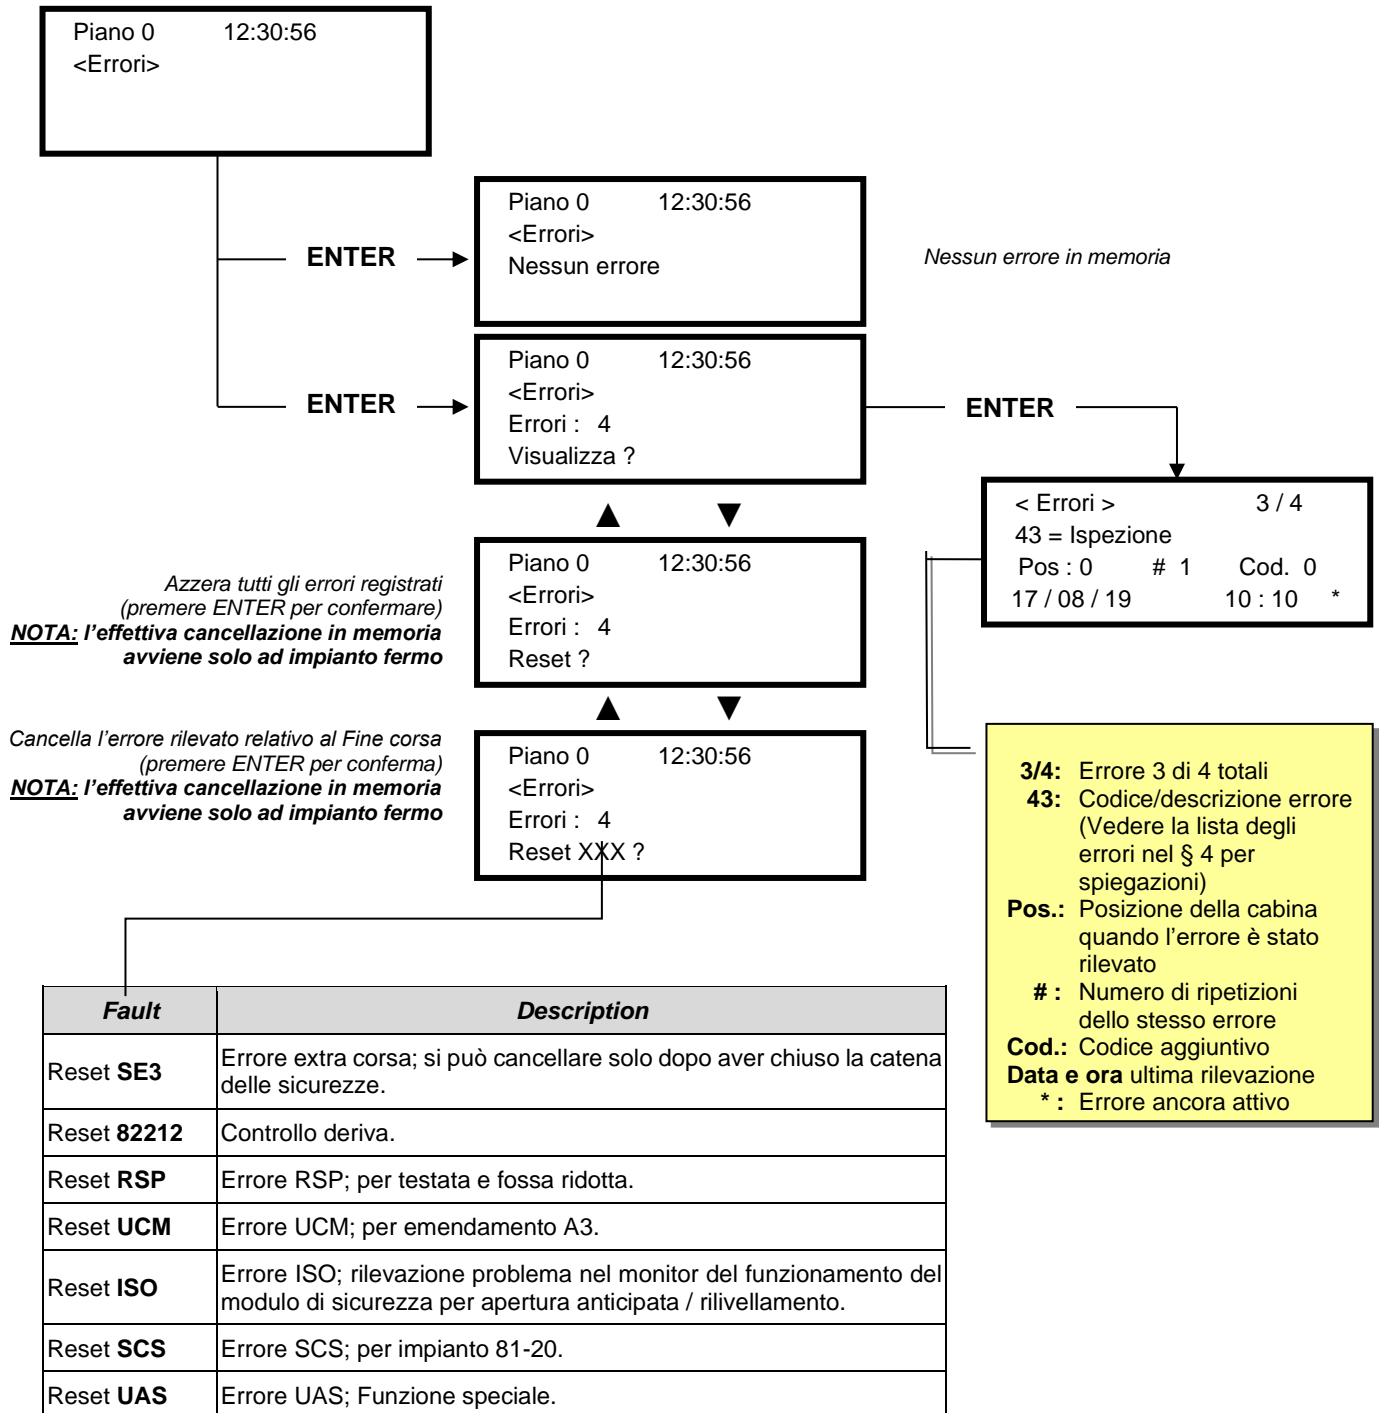 Piano 0 12:30:56
<Errori>
ENTER
Piano 0 12:30:56
<Errori>
Nessun errore
Nessun errore in memoria
ENTER
Piano 0 12:30:56
<Errori>
Errori : 4
Visualizza ?
ENTER
< Errori > 3 / 4
43 = Ispezione
Pos : 0 # 1 Cod. 0
17 / 08 / 19 10 : 10 *
▲ ▼
Azzera tutti gli errori registrati
(premere ENTER per confermare)
NOTA: l'effettiva cancellazione in memoria
avviene solo ad impianto fermo
Piano 0 12:30:56
<Errori>
Errori : 4
Reset ?
▲ ▼
Cancella l'errore rilevato relativo al Fine corsa
(premere ENTER per conferma)
NOTA: l'effettiva cancellazione in memoria
avviene solo ad impianto fermo
Piano 0 12:30:56
<Errori>
Errori : 4
Reset XXX ?
3/4: Errore 3 di 4 totali
43: Codice/descrizione errore
(Vedere la lista degli
errori nel § 4 per
spiegazioni)
Pos.: Posizione della cabina
quando l'errore è stato
rilevato
# : Numero di ripetizioni
dello stesso errore
Cod.: Codice aggiuntivo
Data e ora ultima rilevazione
* : Errore ancora attivo
Fault Description
Reset SE3 Errore extra corsa; si può cancellare solo dopo aver chiuso la catena
delle sicurezze.
Reset 82212 Controllo deriva.
Reset RSP Errore RSP; per testata e fossa ridotta.
Reset UCM Errore UCM; per emendamento A3.
Reset ISO Errore ISO; rilevazione problema nel monitor del funzionamento del
modulo di sicurezza per apertura anticipata / rilivellamento.
Reset SCS Errore SCS; per impianto 81-20.
Reset UAS Errore UAS; Funzione speciale.